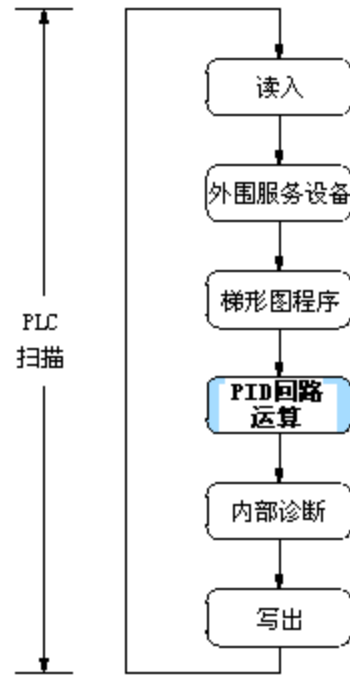 读入
外围服务设备
梯形图程序
PLC
扫描
PID回路
运算
内部诊断
写出